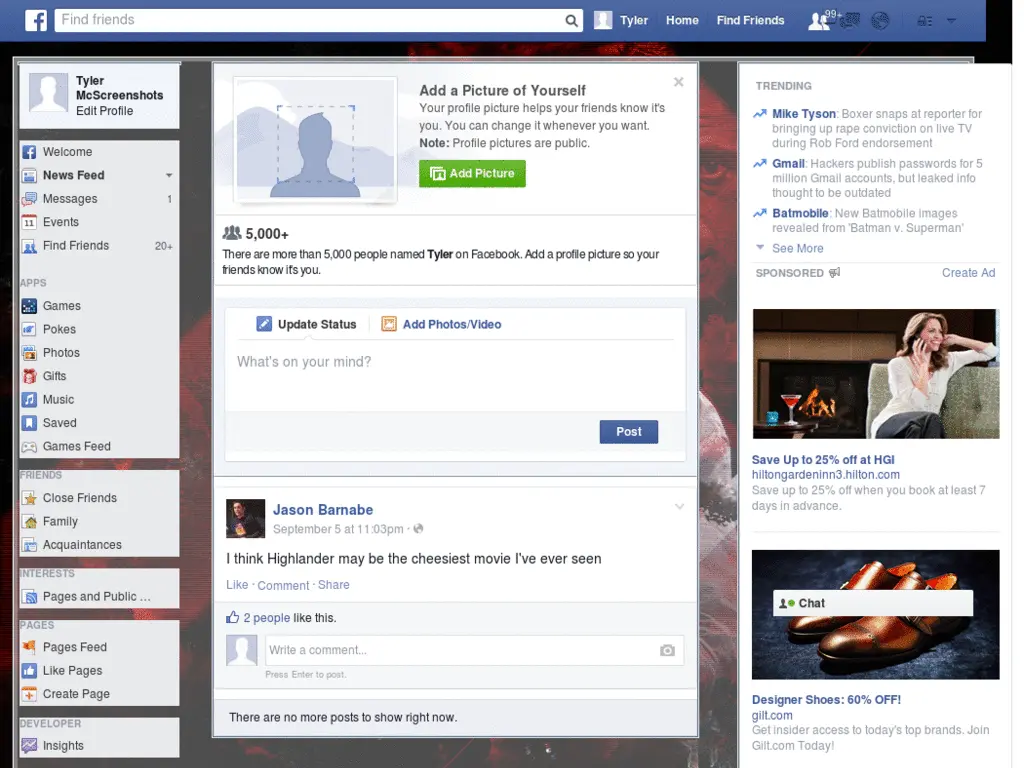 Find friends
Tyler
Home
Find Friends
99+
Tyler
McScreenshots
Edit Profile
Welcome
News Feed
Messages 1
11 Events
Find Friends 20+
APPS
Games
Pokes
Photos
Gifts
Music
Saved
Games Feed
FRIENDS
Close Friends
Family
Acquaintances
INTERESTS
Pages and Public ...
PAGES
Pages Feed
Like Pages
Create Page
DEVELOPER
Insights
Add a Picture of Yourself
Your profile picture helps your friends know it's
you. You can change it whenever you want.
Note: Profile pictures are public.
Add Picture
5,000+
There are more than 5,000 people named Tyler on Facebook. Add a profile picture so your
friends know it's you.
Update Status
Add Photos/Video
What's on your mind?
Post
Jason Barnabe
September 5 at 11:03pm ·
I think Highlander may be the cheesiest movie I've ever seen
Like · Comment · Share
2 people like this.
Write a comment...
Press Enter to post.
There are no more posts to show right now.
TRENDING
Mike Tyson: Boxer snaps at reporter for
bringing up rape conviction on live TV
during Rob Ford endorsement
Gmail: Hackers publish passwords for 5
million Gmail accounts, but leaked info
thought to be outdated
Batmobile: New Batmobile images
revealed from 'Batman v. Superman'
See More
SPONSORED
Create Ad
Save Up to 25% off at HGI
hiltongardeninn3.hilton.com
Save up to 25% off when you book at least 7
days in advance.
Chat
Designer Shoes: 60% OFF!
gilt.com
Get insider access to today's top brands. Join
Gilt.com Today!